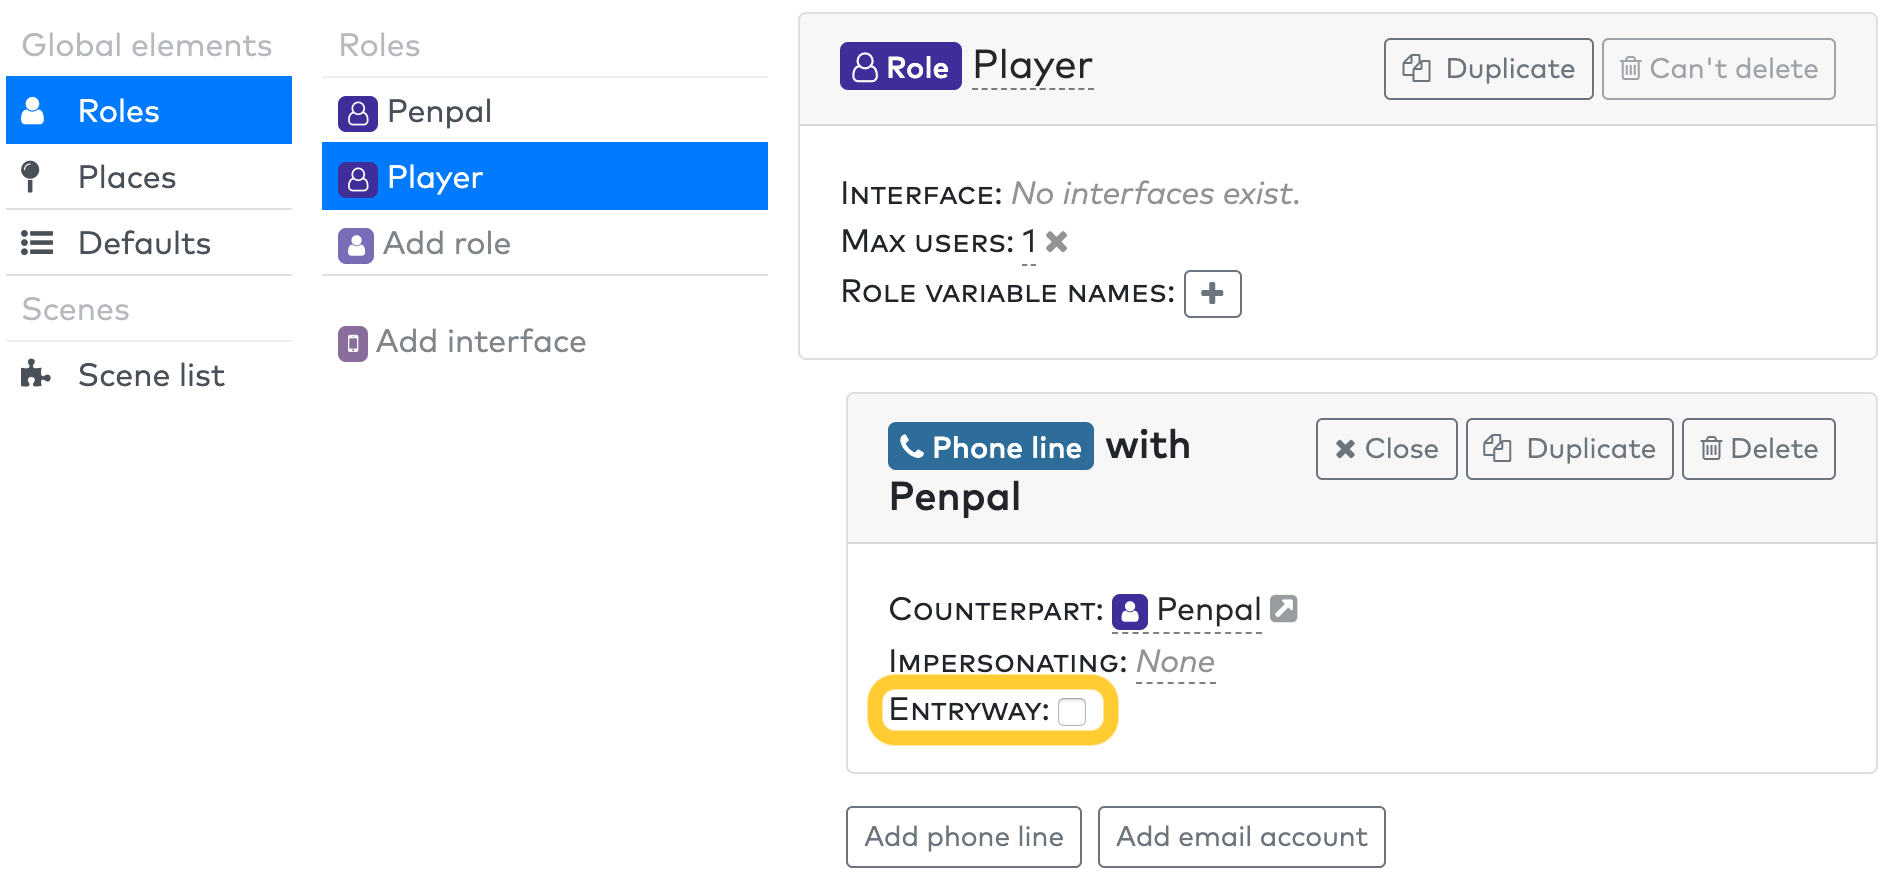 Global elements
Roles
Places
Defaults
Scenes
Scene list
Roles
Penpal
Player
Add role
Add interface
Role Player
Duplicate
Can't delete
Interface: No interfaces exist.
Max users: 1
Role variable names:
Phone line with
Penpal
Close
Duplicate
Delete
Counterpart: Penpal
Impersonating: None
Entryway:
Add phone line
Add email account